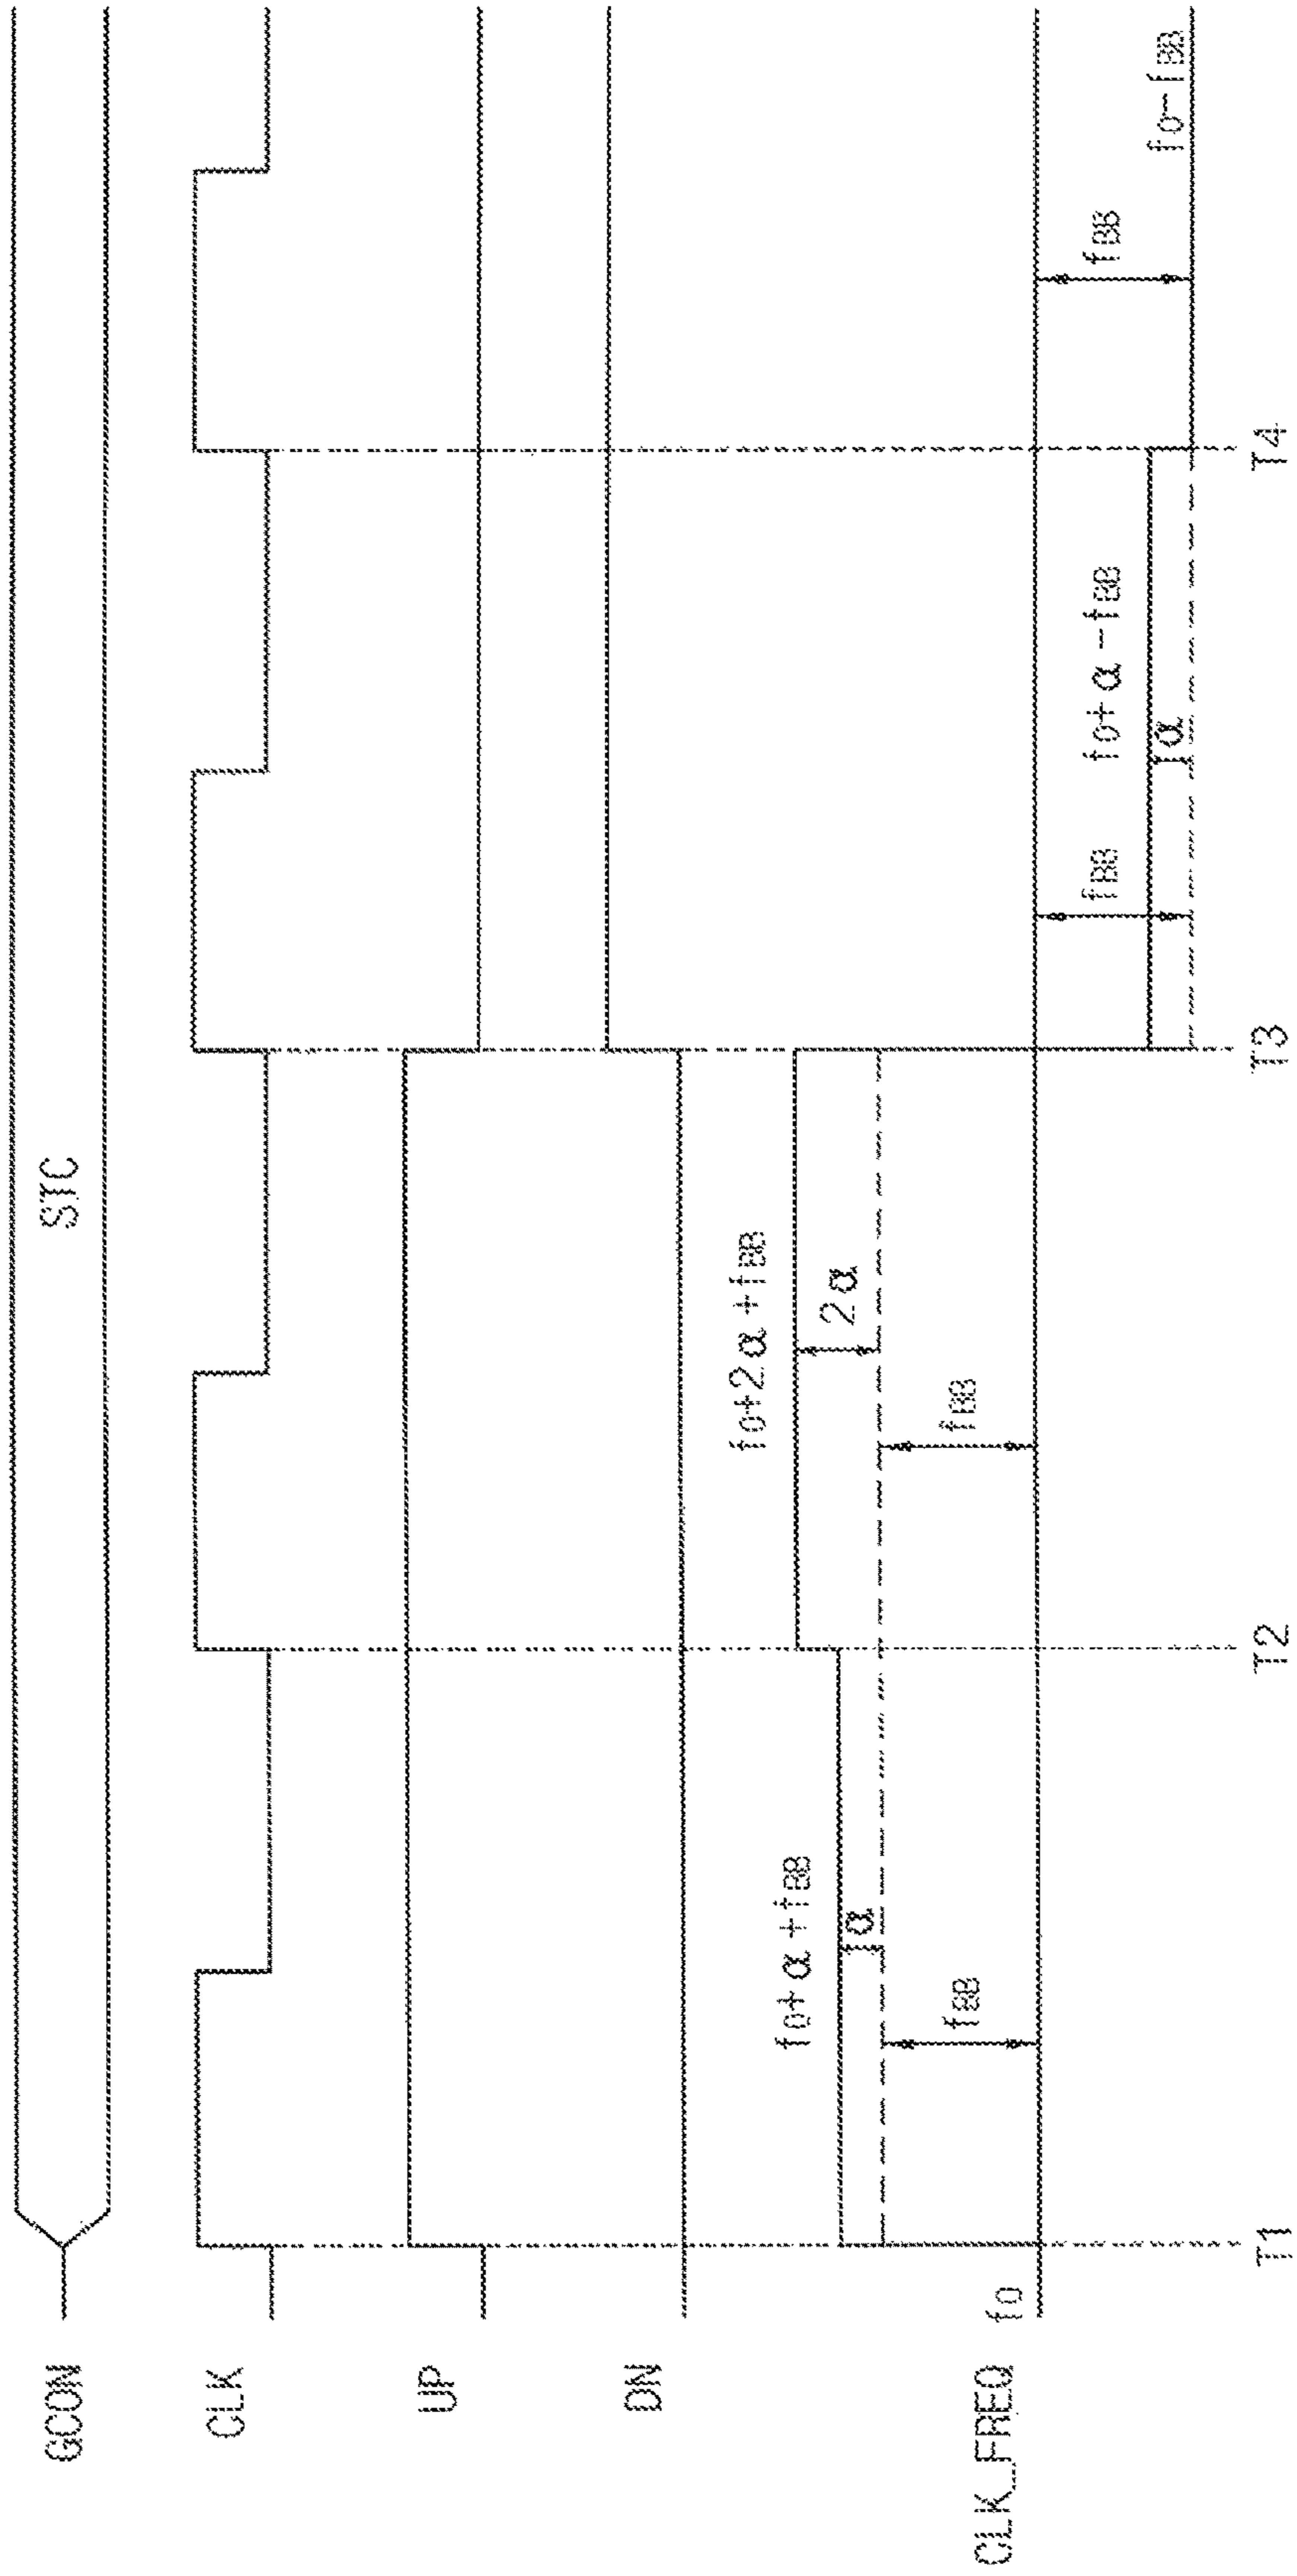 GCON
STC
CLK
UP
DN
CLK_FREQ
f0
f0+α+fBB
α
fBB
f0+2α+fBB
2α
fBB
fBB
f0+α-fBB
α
fBB
f0-fBB
T1
T2
T3
T4